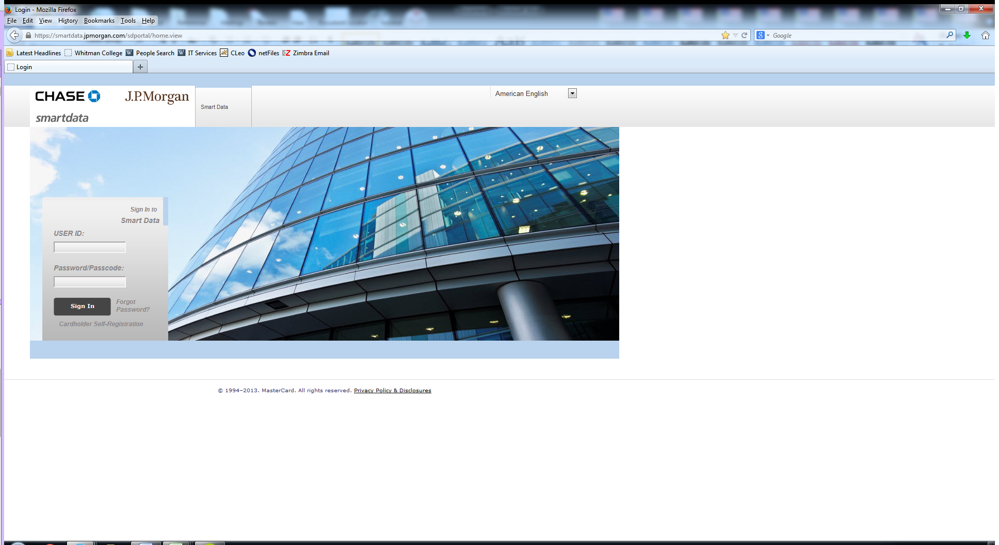 Login - Mozilla Firefox
File Edit View History Bookmarks Tools Help
https://smartdata.jpmorgan.com/sdportal/home.view
Google
Latest Headlines Whitman College People Search IT Services CLeo netFiles Zimbra Email
Login
CHASE J.P.Morgan
smartdata
Smart Data
American English
Sign In to
Smart Data
USER ID:
Password/Passcode:
Sign In
Forgot
Password?
Cardholder Self-Registration
© 1994–2013. MasterCard. All rights reserved. Privacy Policy & Disclosures